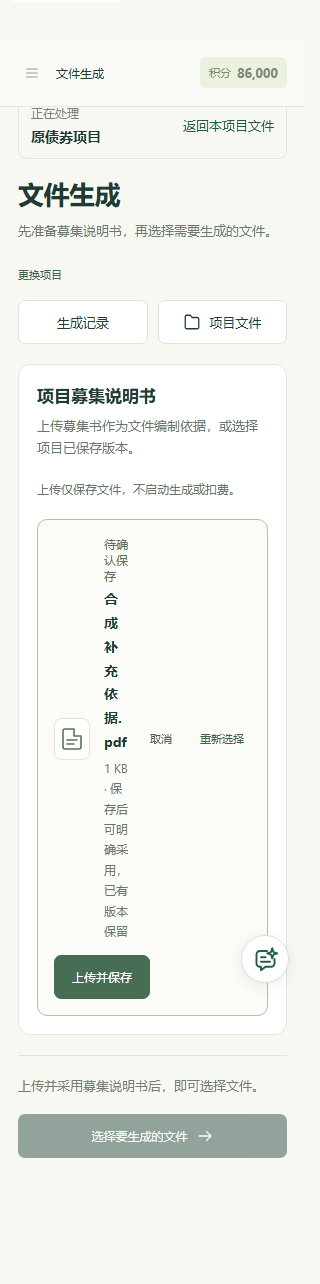 文件生成
积分 86,000
正在处理
原债券项目
返回本项目文件
文件生成
先准备募集说明书，再选择需要生成的文件。
更换项目
生成记录
项目文件
项目募集说明书
上传募集书作为文件编制依据，或选择
项目已保存版本。
上传仅保存文件，不启动生成或扣费。
待确
认保
存
合
成
补
充
依
据.
pdf
1 KB
· 保
存后
可明
确采
用，
已有
版本
保留
取消
重新选择
上传并保存
上传并采用募集说明书后，即可选择文件。
选择要生成的文件 →